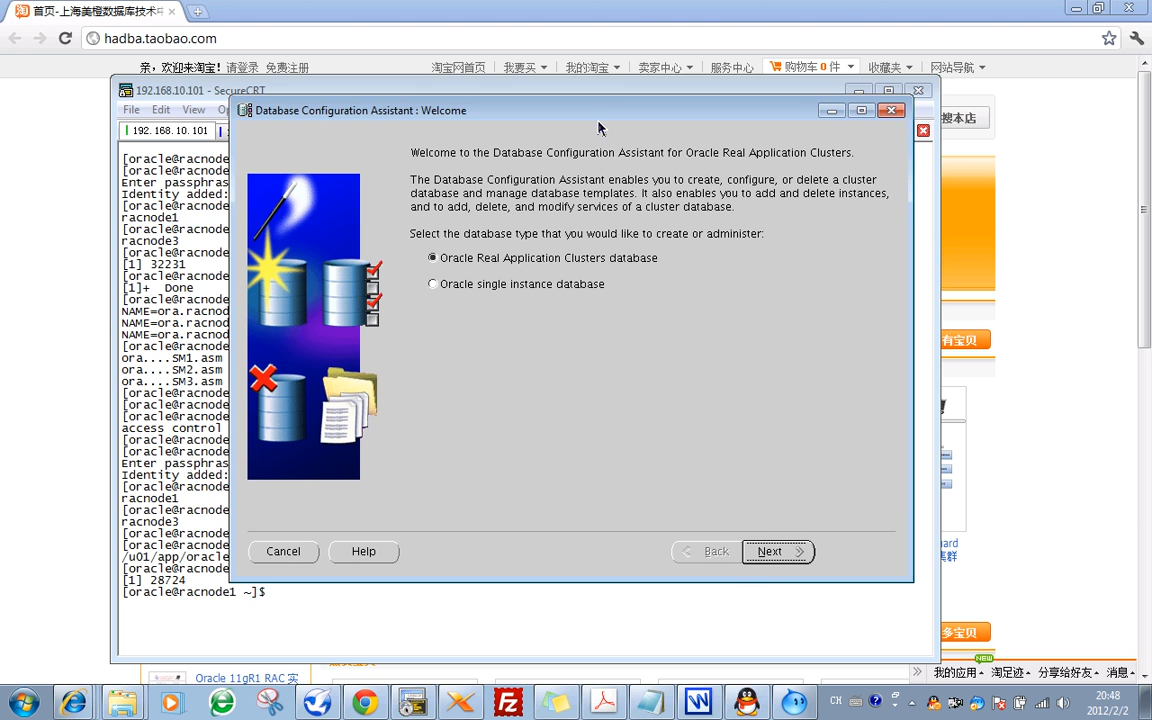 首页-上海美橙数据库技术中
hadba.taobao.com
亲，欢迎来淘宝! 请登录 免费注册 淘宝网首页 我要买 我的淘宝 卖家中心 服务中心 购物车 0 件 收藏夹 网站导航
192.168.10.101 - SecureCRT
File Edit View Op
192.168.10.101
搜本店
Database Configuration Assistant : Welcome
Welcome to the Database Configuration Assistant for Oracle Real Application Clusters.
The Database Configuration Assistant enables you to create, configure, or delete a cluster
database and manage database templates. It also enables you to add and delete instances,
and to add, delete, and modify services of a cluster database.
Select the database type that you would like to create or administer:
Oracle Real Application Clusters database
Oracle single instance database
Cancel
Help
Back
Next
[oracle@racnode
[oracle@racnode
Enter passphras
Identity added:
[oracle@racnode
racnode1
[oracle@racnode
racnode3
[oracle@racnode
[1] 32231
[oracle@racnode
[1]+ Done
NAME=ora.racnod
NAME=ora.racnod
NAME=ora.racnod
[oracle@racnode
ora....SM1.asm
ora....SM2.asm
ora....SM3.asm
[oracle@racnode
[oracle@racnode
[oracle@racnode
access control
[oracle@racnode
[oracle@racnode
Enter passphras
Identity added:
[oracle@racnode
racnode1
[oracle@racnode
racnode3
[oracle@racnode
[oracle@racnode
/u01/app/oracle
[oracle@racnode
[1] 28724
[oracle@racnode1 ~]$
有宝贝
uard
集群
多宝贝
Oracle 11gR1 RAC 实
NEW
我的应用 淘足迹 分享给好友 消息
CH
20:48
2012/2/2